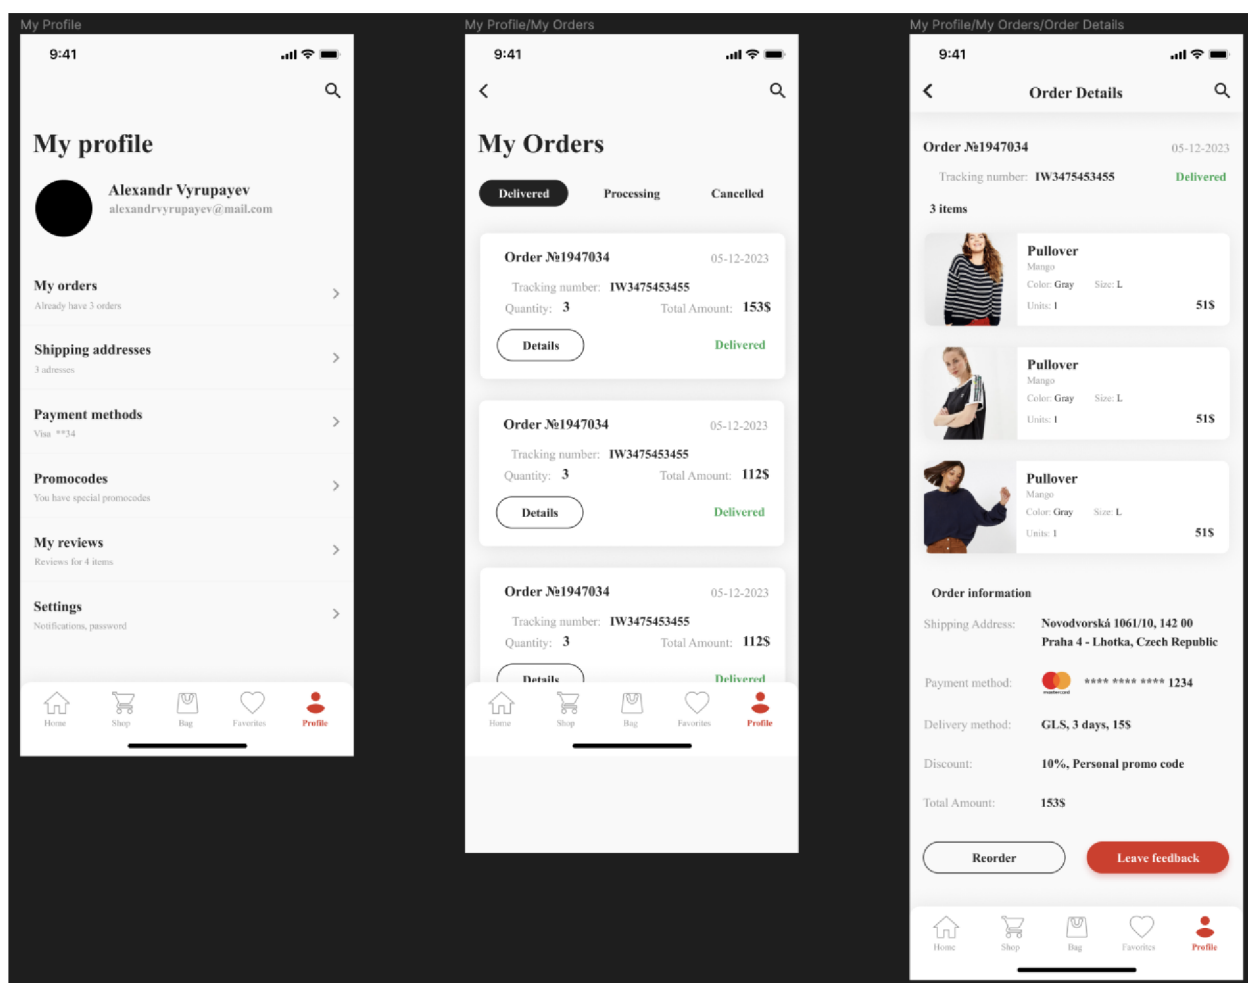 My Profile
9:41
My profile
Alexandr Vyrupayev
alexandrvyrupayev@mail.com
My orders
Already have 3 orders
Shipping addresses
3 adresses
Payment methods
Visa **34
Promocodes
You have special promocodes
My reviews
Reviews for 4 items
Settings
Notifications, password
Home Shop Bag Favorites Profile
My Profile/My Orders
9:41
My Orders
Delivered Processing Cancelled
Order №1947034 05-12-2023
Tracking number: IW3475453455
Quantity: 3 Total Amount: 153$
Details Delivered
Order №1947034 05-12-2023
Tracking number: IW3475453455
Quantity: 3 Total Amount: 112$
Details Delivered
Order №1947034 05-12-2023
Tracking number: IW3475453455
Quantity: 3 Total Amount: 112$
Details Delivered
Home Shop Bag Favorites Profile
My Profile/My Orders/Order Details
9:41
Order Details
Order №1947034 05-12-2023
Tracking number: IW3475453455 Delivered
3 items
Pullover
Mango
Color: Gray Size: L
Units: 1 51$
Pullover
Mango
Color: Gray Size: L
Units: 1 51$
Pullover
Mango
Color: Gray Size: L
Units: 1 51$
Order information
Shipping Address: Novodvorská 1061/10, 142 00
Praha 4 - Lhotka, Czech Republic
Payment method: mastercard **** **** **** 1234
Delivery method: GLS, 3 days, 15$
Discount: 10%, Personal promo code
Total Amount: 153$
Reorder Leave feedback
Home Shop Bag Favorites Profile